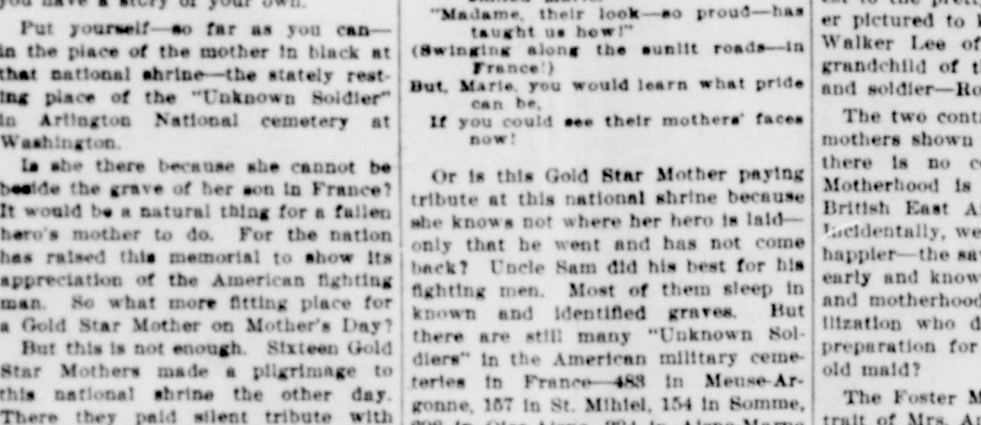 you have a story of your own.
Put yourself—so far as you can—
in the place of the mother in black at
that national shrine—the stately rest-
ing place of the "Unknown Soldier"
in Arlington National cemetery at
Washington.
Is she there because she cannot be
beside the grave of her son in France?
It would be a natural thing for a fallen
hero's mother to do. For the nation
has raised this memorial to show its
appreciation of the American fighting
man. So what more fitting place for
a Gold Star Mother on Mother's Day?
But this is not enough. Sixteen Gold
Star Mothers made a pilgrimage to
this national shrine the other day.
There they paid silent tribute with
"Madame, their look—so proud—has
taught us how!"
(Swinging along the sunlit roads—in
France!)
But, Marie, you would learn what pride
can be,
If you could see their mothers' faces
now!
Or is this Gold Star Mother paying
tribute at this national shrine because
she knows not where her hero is laid—
only that he went and has not come
back? Uncle Sam did his best for his
fighting men. Most of them sleep in
known and identified graves. But
there are still many "Unknown Sol-
diers" in the American military ceme-
teries in France—483 in Meuse-Ar-
gonne, 157 in St. Mihiel, 154 in Somme,
er pictured to
Walker Lee of
grandchild of
and soldier—Ro
The two cont
mothers shown
there is no c
Motherhood is
British East A
Incidentally, we
happier—the sa
early and know
and motherhood
ilization who d
preparation for
old maid?
The Foster M
trait of Mrs. A